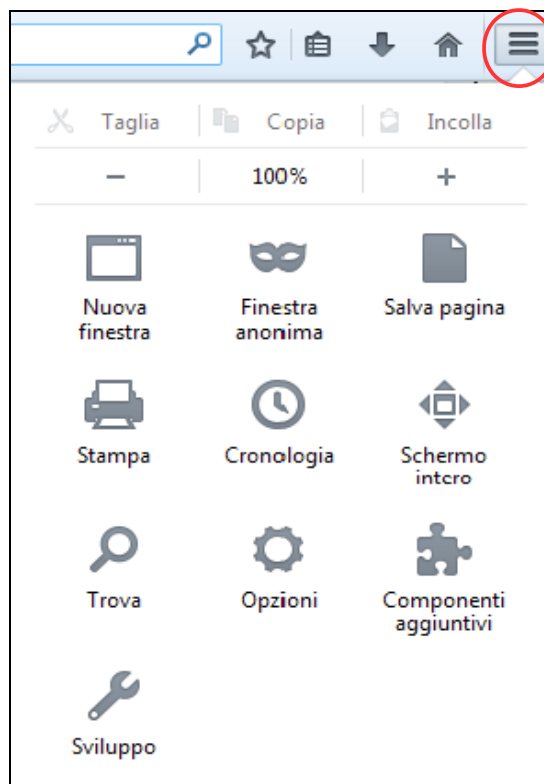 Taglia Copia Incolla
− 100% +
Nuova finestra
Finestra anonima
Salva pagina
Stampa
Cronologia
Schermo intero
Trova
Opzioni
Componenti aggiuntivi
Sviluppo